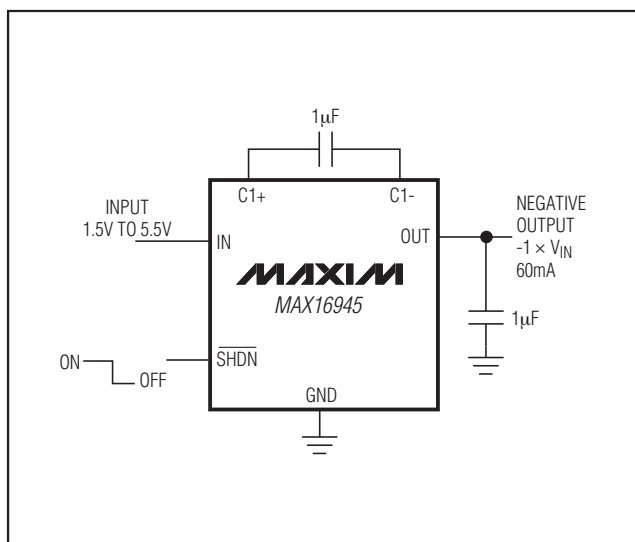 1μF
C1+
C1-
INPUT
1.5V TO 5.5V
IN
OUT
NEGATIVE
OUTPUT
-1 × VIN
60mA
MAXIM
MAX16945
1μF
ON
OFF
SHDN
GND